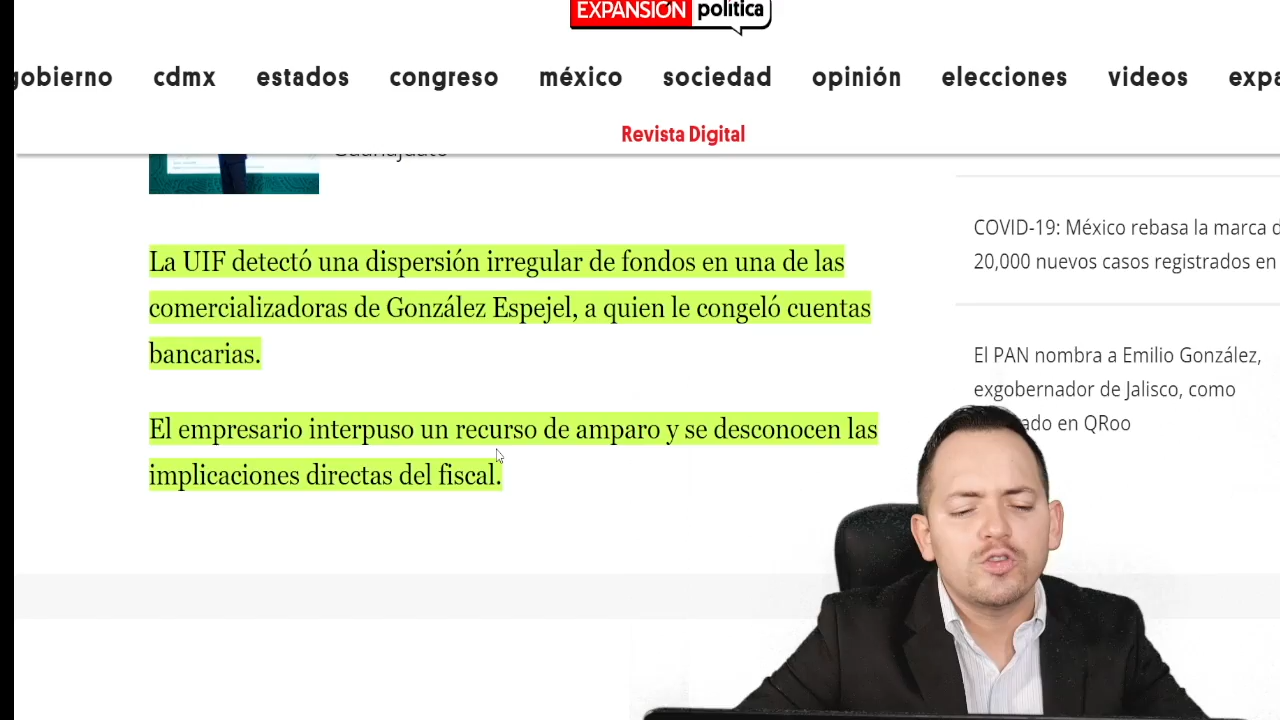 EXPANSIÓN política
gobierno cdmx estados congreso méxico sociedad opinión elecciones videos expa
Revista Digital
Guanajuato
La UIF detectó una dispersión irregular de fondos en una de las
comercializadoras de González Espejel, a quien le congeló cuentas
bancarias.
El empresario interpuso un recurso de amparo y se desconocen las
implicaciones directas del fiscal.
COVID-19: México rebasa la marca d
20,000 nuevos casos registrados en
El PAN nombra a Emilio González,
exgobernador de Jalisco, como
ado en QRoo